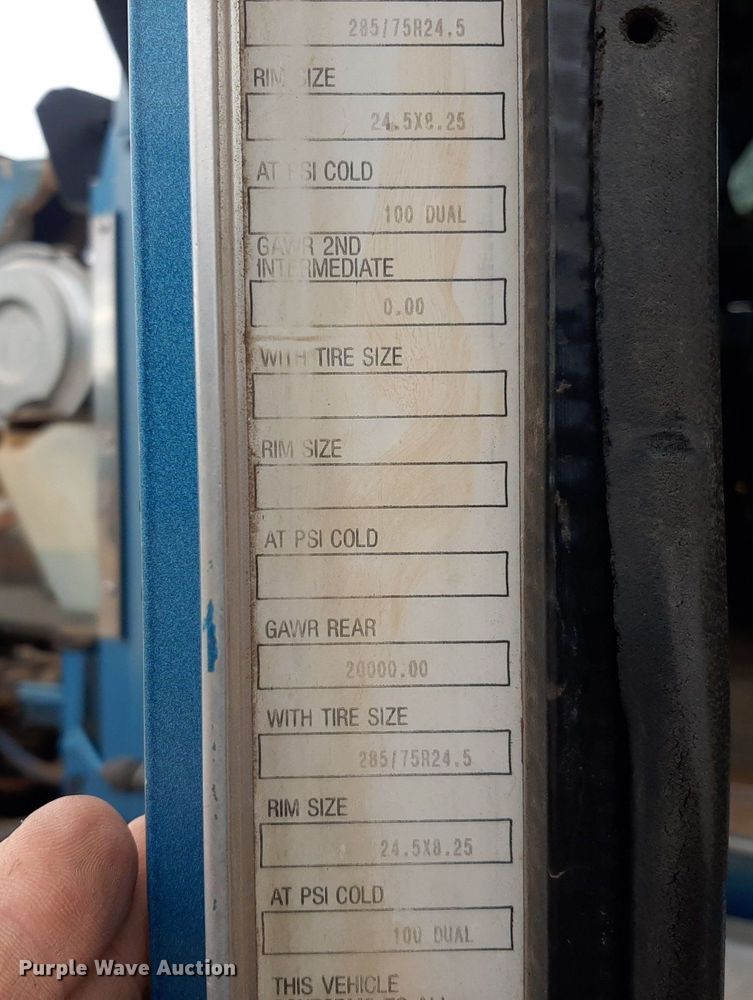 285/75R24.5
RIM SIZE
24.5X8.25
AT PSI COLD
100 DUAL
GAWR 2ND
INTERMEDIATE
0.00
WITH TIRE SIZE
RIM SIZE
AT PSI COLD
GAWR REAR
20000.00
WITH TIRE SIZE
285/75R24.5
RIM SIZE
24.5X8.25
AT PSI COLD
100 DUAL
THIS VEHICLE
Purple Wave Auction